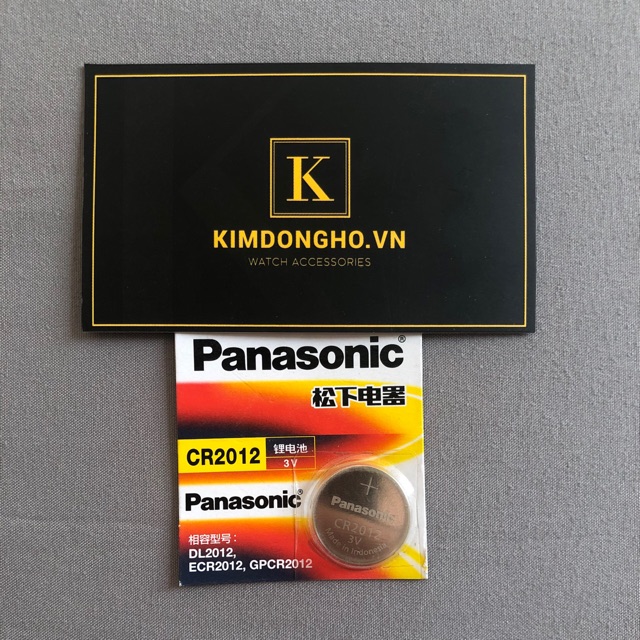 K
KIMDONGHO.VN
WATCH ACCESSORIES
Panasonic®
松下电器
CR2012
锂电池
3V
Panasonic
相容型号:
DL2012,
ECR2012, GPCR2012
+
Panasonic
CR2012
3V
Made in Indonesia